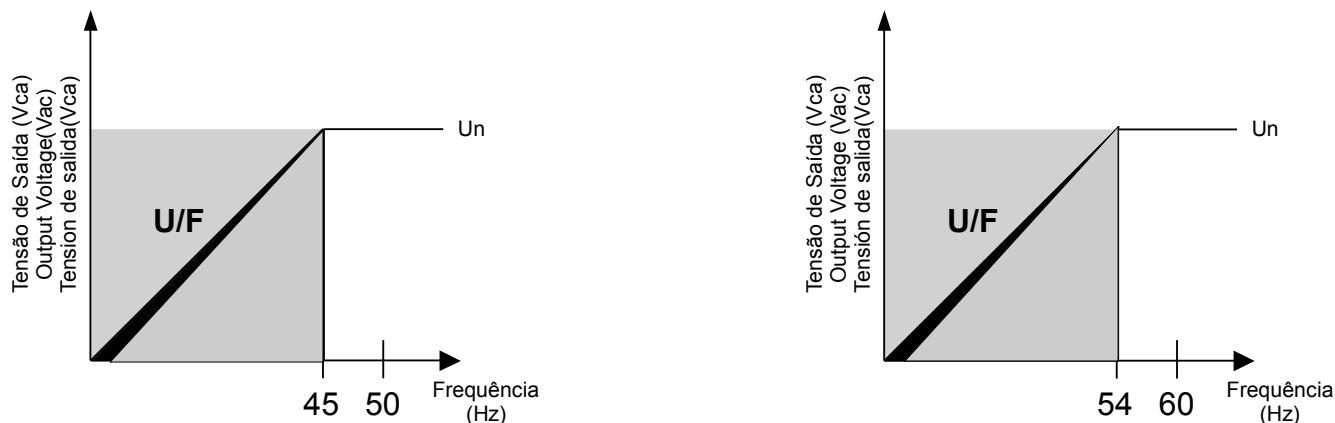 Tensão de Saída (Vca)
Output Voltage(Vac)
Tension de salida(Vca)
U/F
Un
45 50
Frequência
(Hz)
Tensão de Saída (Vca)
Output Voltage (Vac)
Tensión de salida(Vca)
U/F
Un
54 60
Frequência
(Hz)